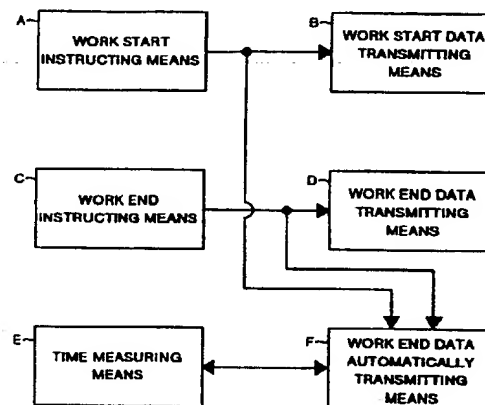 A
WORK START
INSTRUCTING MEANS
B
WORK START DATA
TRANSMITTING
MEANS
C
WORK END
INSTRUCTING MEANS
D
WORK END DATA
TRANSMITTING
MEANS
E
TIME MEASURING
MEANS
F
WORK END DATA
AUTOMATICALLY
TRANSMITTING
MEANS